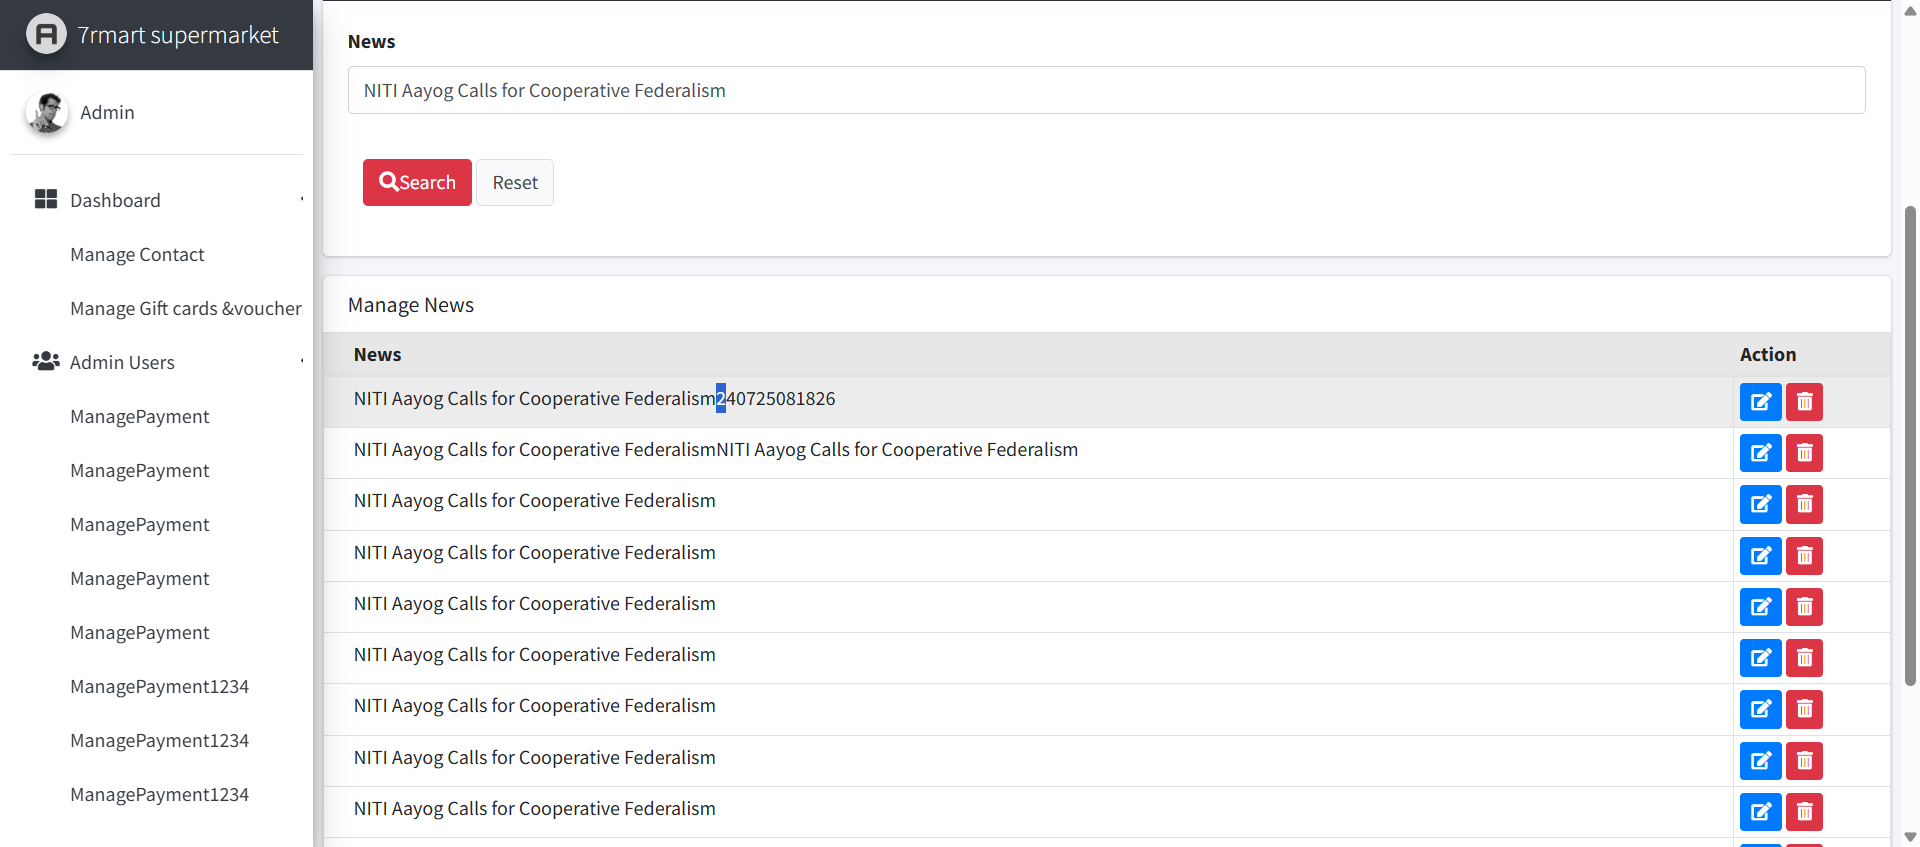 7rmart supermarket
Admin
Dashboard
Manage Contact
Manage Gift cards &voucher
Admin Users
ManagePayment
ManagePayment
ManagePayment
ManagePayment
ManagePayment
ManagePayment1234
ManagePayment1234
ManagePayment1234
News
NITI Aayog Calls for Cooperative Federalism
Search Reset
Manage News
News Action
NITI Aayog Calls for Cooperative Federalism240725081826
NITI Aayog Calls for Cooperative FederalismNITI Aayog Calls for Cooperative Federalism
NITI Aayog Calls for Cooperative Federalism
NITI Aayog Calls for Cooperative Federalism
NITI Aayog Calls for Cooperative Federalism
NITI Aayog Calls for Cooperative Federalism
NITI Aayog Calls for Cooperative Federalism
NITI Aayog Calls for Cooperative Federalism
NITI Aayog Calls for Cooperative Federalism